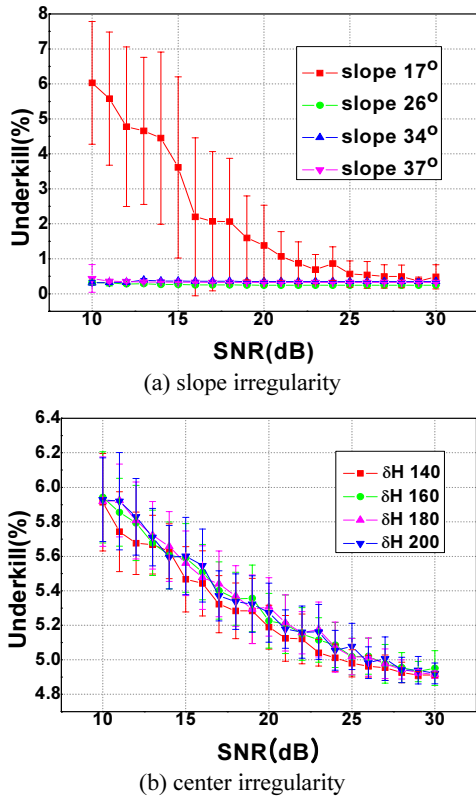 8
7
6
5
4
3
2
1
0
Underkill(%)
slope 17°
slope 26°
slope 34°
slope 37°
10 15 20 25 30
SNR(dB)
(a) slope irregularity
6.4
6.2
6.0
5.8
5.6
5.4
5.2
5.0
4.8
Underkill(%)
δH 140
δH 160
δH 180
δH 200
10 15 20 25 30
SNR(dB)
(b) center irregularity